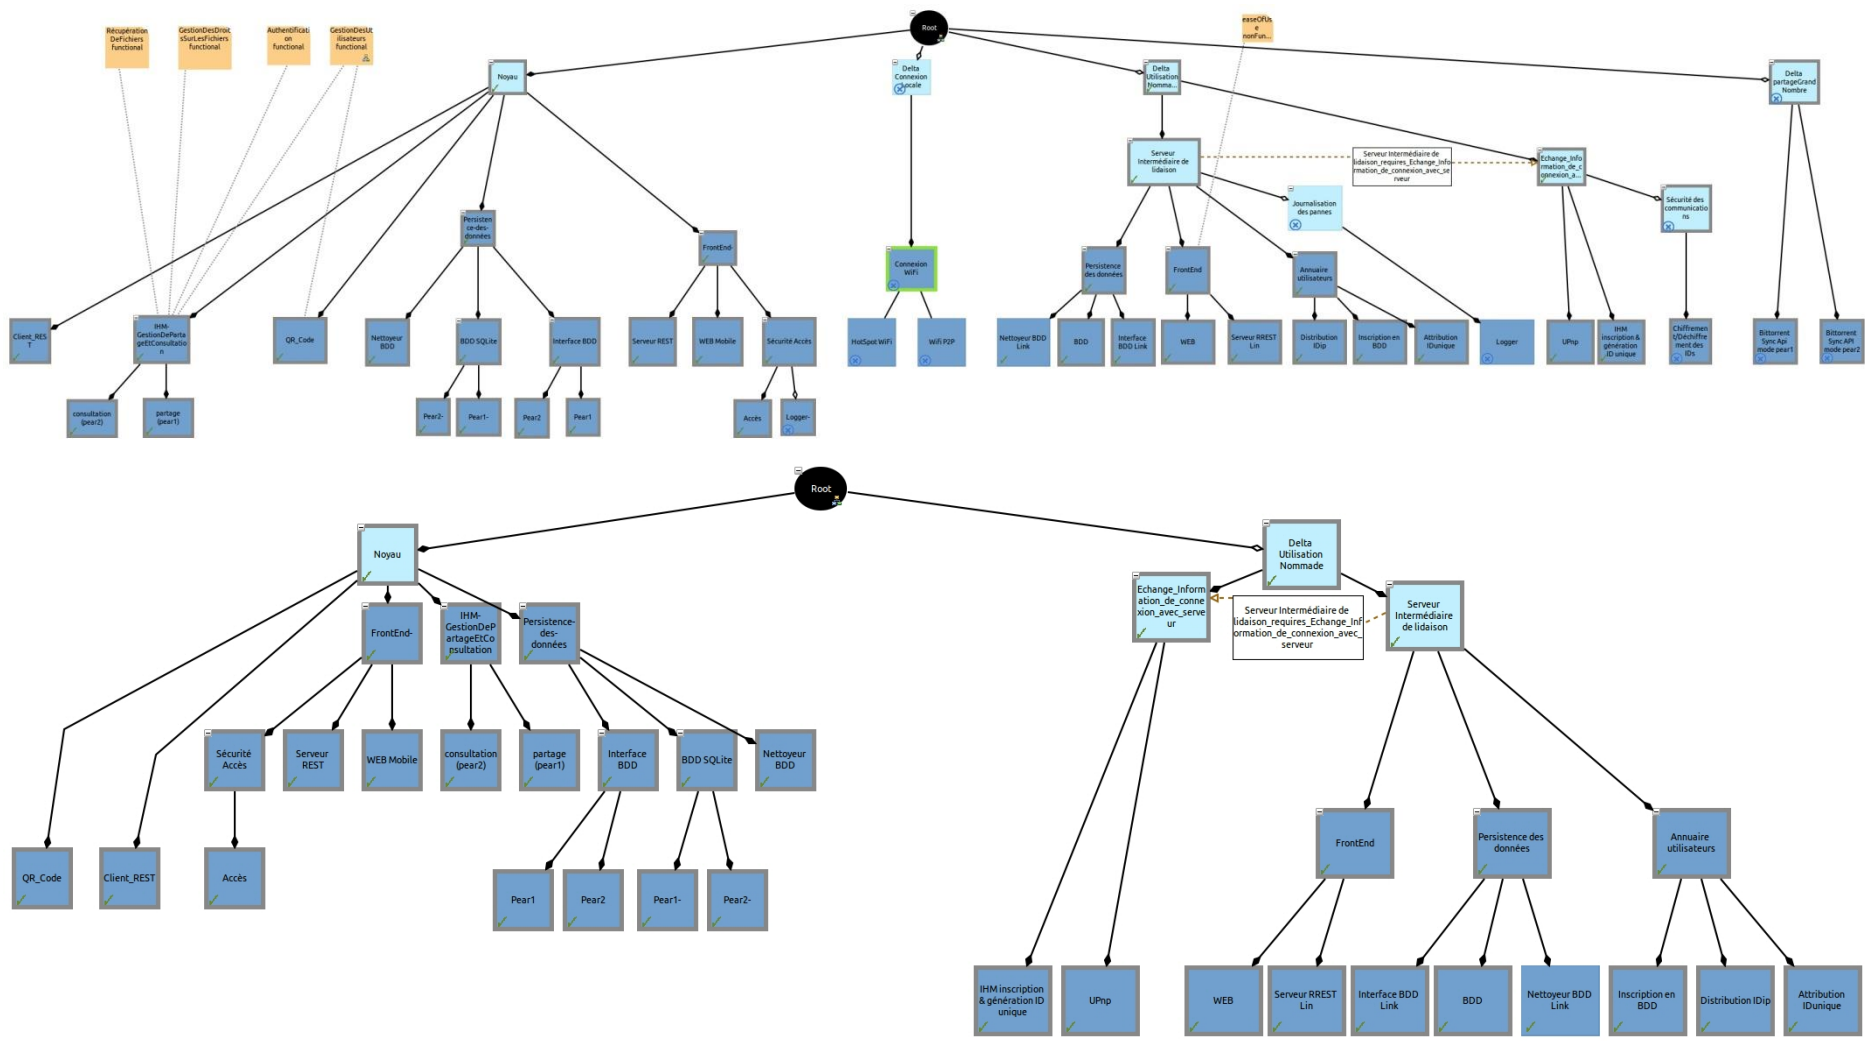 Récupération
DeFichiers
functional
GestionDesDroit
sSurLesFichiers
functional
Authentificati
on
functional
GestionDesUt
ilisateurs
functional
easeOfUs
e
nonFun...
Root
Noyau
Delta
Connexion
Locale
Delta
Utilisation
Nomma...
Delta
partageGrand
Nombre
Serveur
Intermédiaire de
lidaison
Serveur Intermédiaire de
lidaison_requires_Echange_Info
rmation_de_connexion_avec_se
rveur
Echange_Info
rmation_de_c
onnexion_a...
Journalisation
des pannes
Sécurité des
communicatio
ns
Persisten
ce-des-
données
FrontEnd-
Connexion
WiFi
Persistence
des données
FrontEnd
Annuaire
utilisateurs
Client_RES
T
IHM-
GestionDeParta
geEtConsultatio
n
QR_Code
Nettoyeur
BDD
BDD SQLite
Interface BDD
Serveur REST
WEB Mobile
Sécurité Accès
HotSpot WiFi
Wifi P2P
Nettoyeur BDD
Link
BDD
Interface
BDD Link
WEB
Serveur RREST
Lin
Distribution
IDip
Inscription en
BDD
Attribution
IDunique
Logger
UPnp
IHM
inscription &
génération
ID unique
Chiffremen
t/Déchiffre
ment des
IDs
Bittorrent
Sync Api
mode pear1
Bittorrent
Sync API
mode pear2
consultation
(pear2)
partage
(pear1)
Pear2-
Pear1-
Pear2
Pear1
Accès
Logger-
Root
Noyau
Delta
Utilisation
Nommade
Echange_Inform
ation_de_conne
xion_avec_serve
ur
Serveur Intermédiaire de
lidaison_requires_Echange_Inf
ormation_de_connexion_avec_
serveur
Serveur
Intermédiaire
de lidaison
FrontEnd-
IHM-
GestionDeP
artageEtCo
nsultation
Persistence-
des-
données
Sécurité
Accès
Serveur
REST
WEB Mobile
consultation
(pear2)
partage
(pear1)
Interface
BDD
BDD SQLite
Nettoyeur
BDD
FrontEnd
Persistence des
données
Annuaire
utilisateurs
QR_Code
Client_REST
Accès
Pear1
Pear2
Pear1-
Pear2-
IHM inscription
& génération ID
unique
UPnp
WEB
Serveur RREST
Lin
Interface BDD
Link
BDD
Nettoyeur BDD
Link
Inscription en
BDD
Distribution IDip
Attribution
IDunique